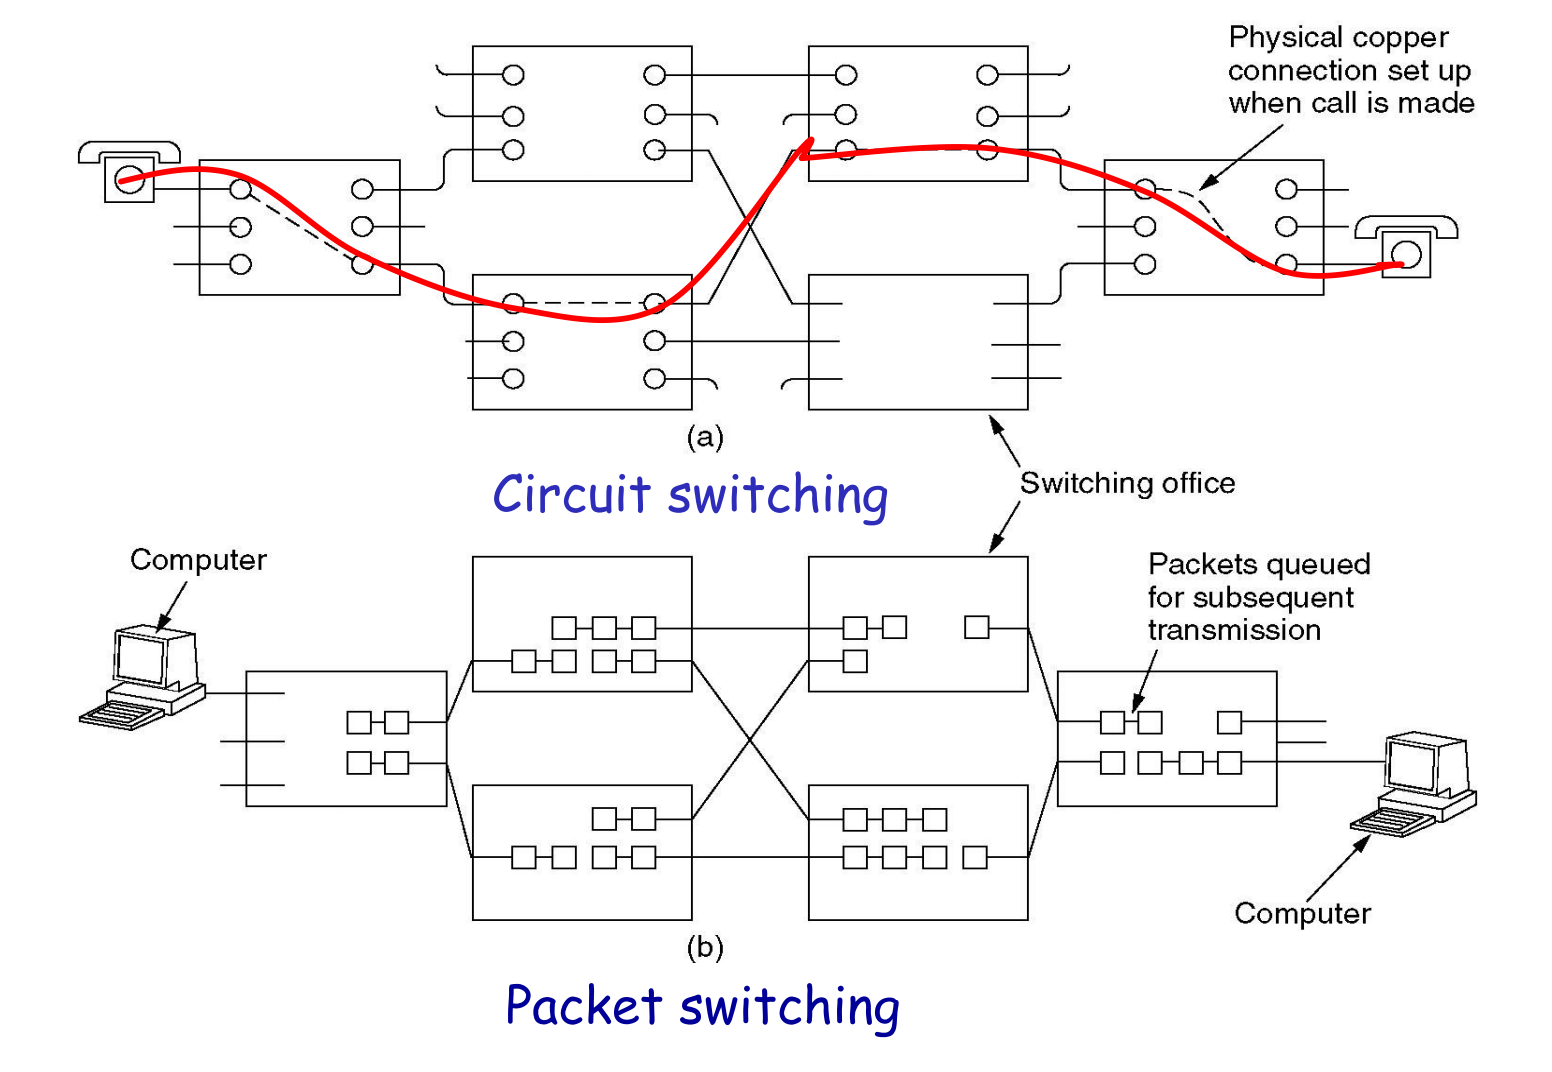 Physical copper
connection set up
when call is made
(a)
Circuit switching
Switching office
Computer
Packets queued
for subsequent
transmission
Computer
(b)
Packet switching